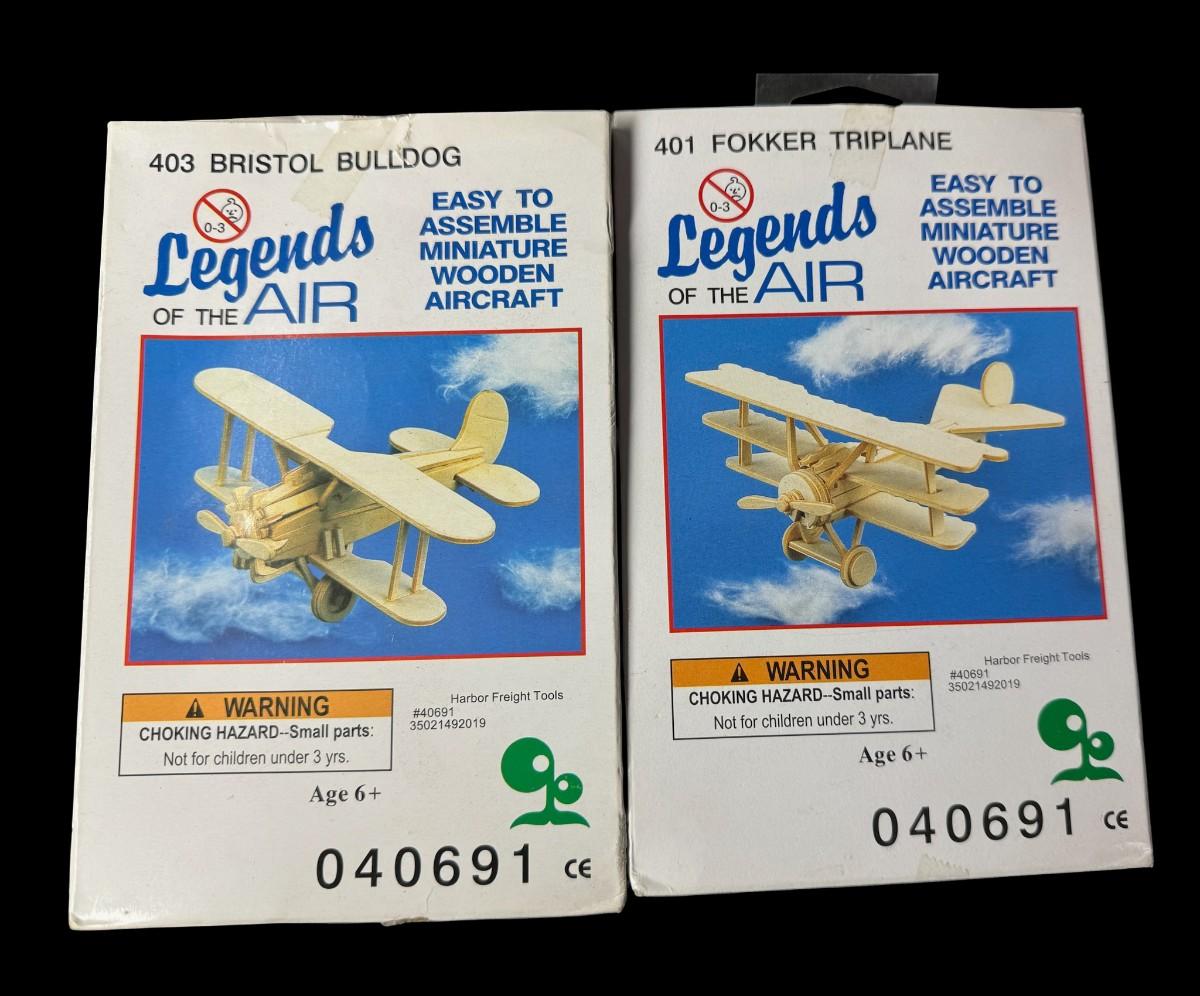 403 BRISTOL BULLDOG
0-3
Legends
OF THE AIR
EASY TO
ASSEMBLE
MINIATURE
WOODEN
AIRCRAFT
WARNING
CHOKING HAZARD--Small parts:
Not for children under 3 yrs.
Harbor Freight Tools
#40691
35021492019
Age 6+
040691 CE
401 FOKKER TRIPLANE
0-3
Legends
OF THE AIR
EASY TO
ASSEMBLE
MINIATURE
WOODEN
AIRCRAFT
WARNING
CHOKING HAZARD--Small parts:
Not for children under 3 yrs.
Harbor Freight Tools
#40691
35021492019
Age 6+
040691 CE